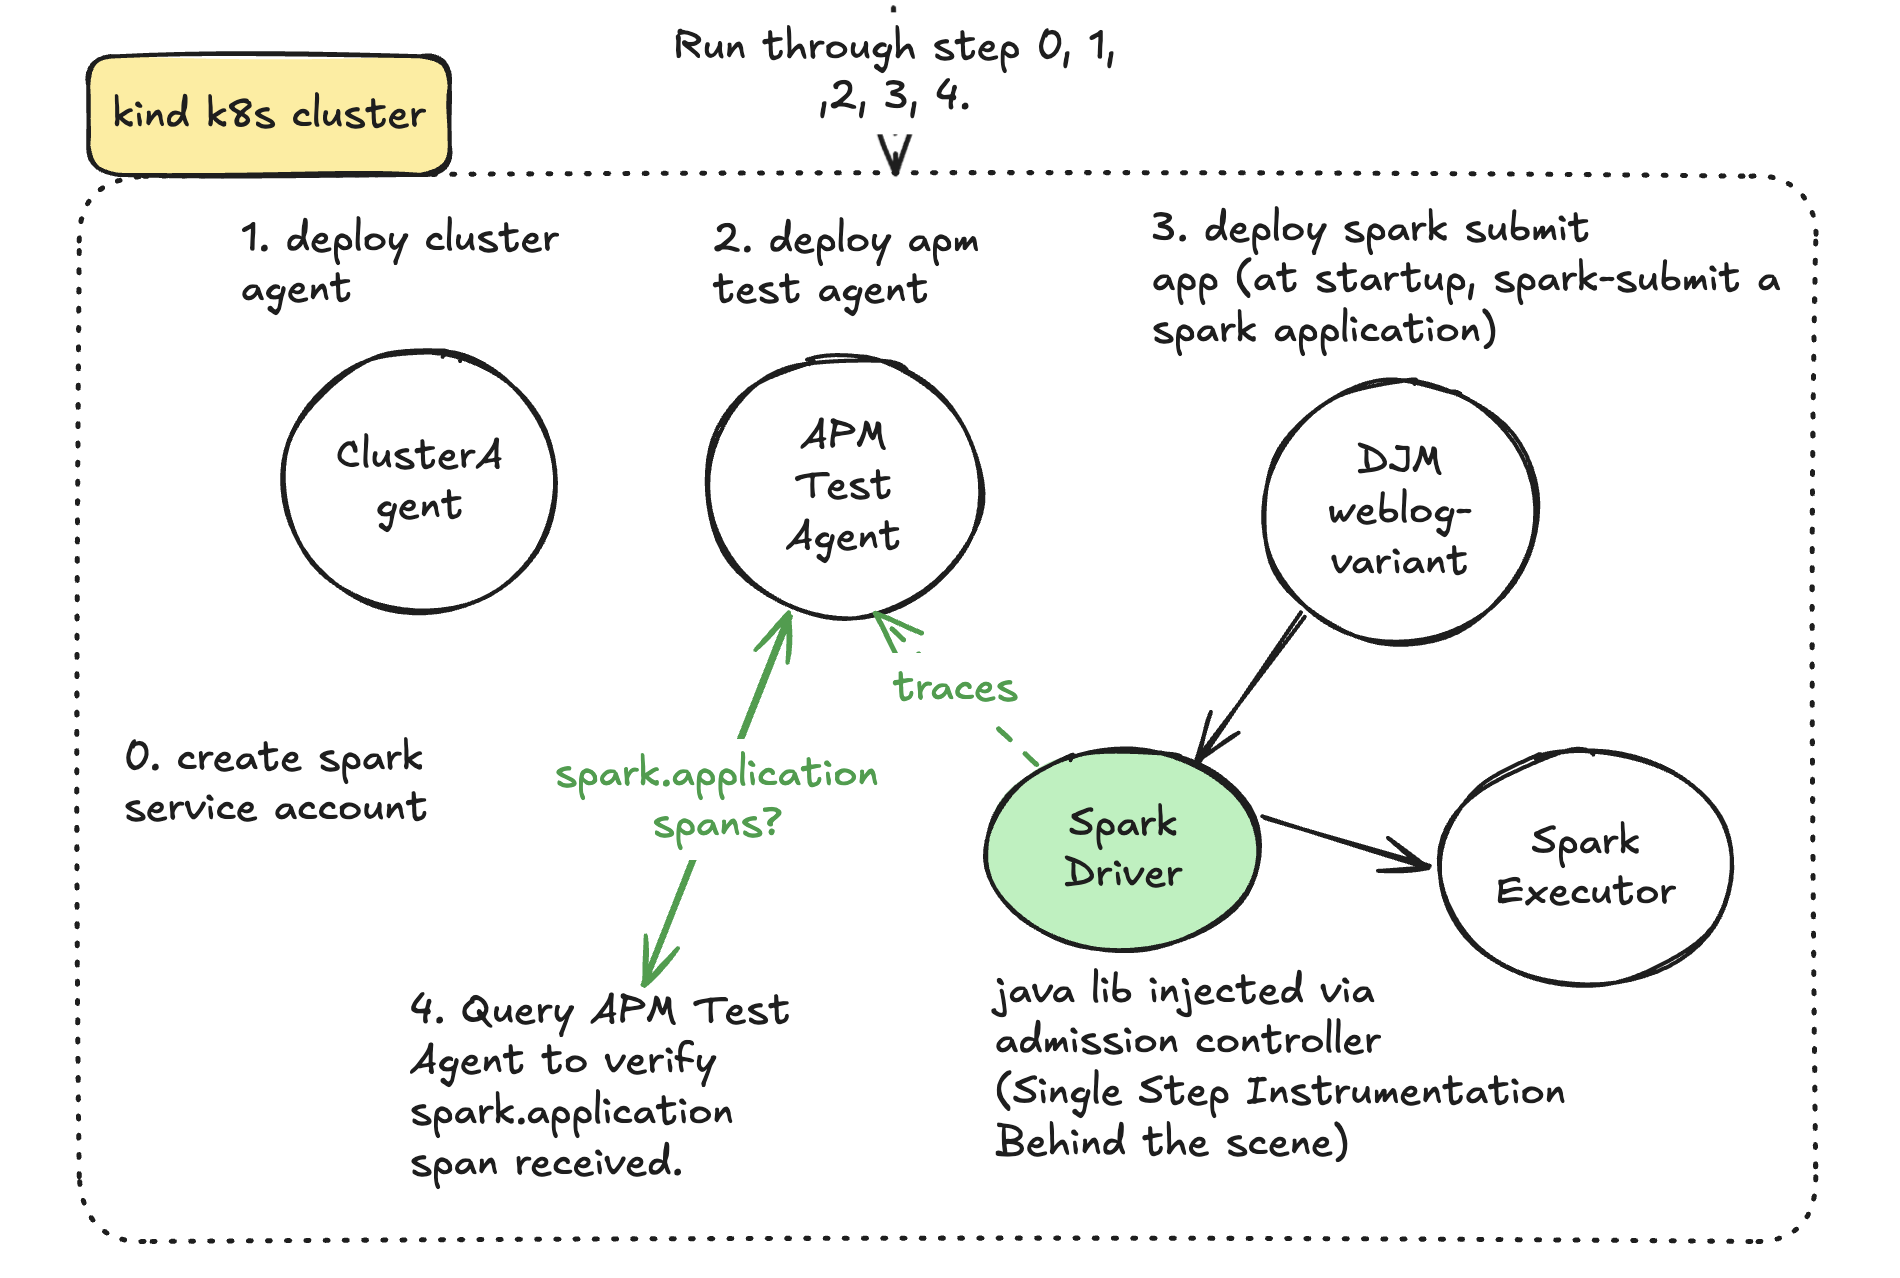 Run through step 0, 1,
,2, 3, 4.
kind k8s cluster
1. deploy cluster
agent
2. deploy apm
test agent
3. deploy spark submit
app (at startup, spark-submit a
spark application)
ClusterA
gent
APM
Test
Agent
DJM
weblog-
variant
traces
0. create spark
service account
spark.application
spans?
Spark
Driver
Spark
Executor
4. Query APM Test
Agent to verify
spark.application
span received.
java lib injected via
admission controller
(Single Step Instrumentation
Behind the scene)